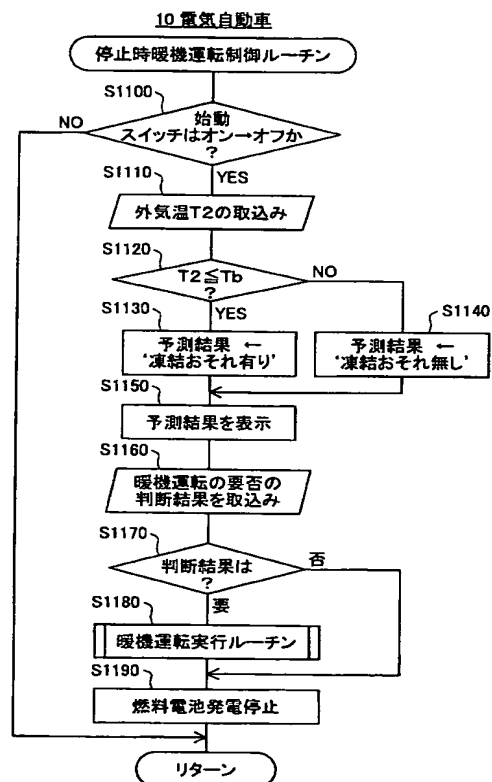 10 電気自動車
停止時暖機運転制御ルーチン
S1100
始動
スイッチはオン→オフか
?
NO
YES
S1110
外気温T2の取込み
S1120
T2≦Tb
?
NO
YES
S1130
予測結果 ←
‘凍結おそれ有り’
S1140
予測結果 ←
‘凍結おそれ無し’
S1150
予測結果を表示
S1160
暖機運転の要否の
判断結果を取込み
S1170
判断結果は
?
否
要
S1180
暖機運転実行ルーチン
S1190
燃料電池発電停止
リターン